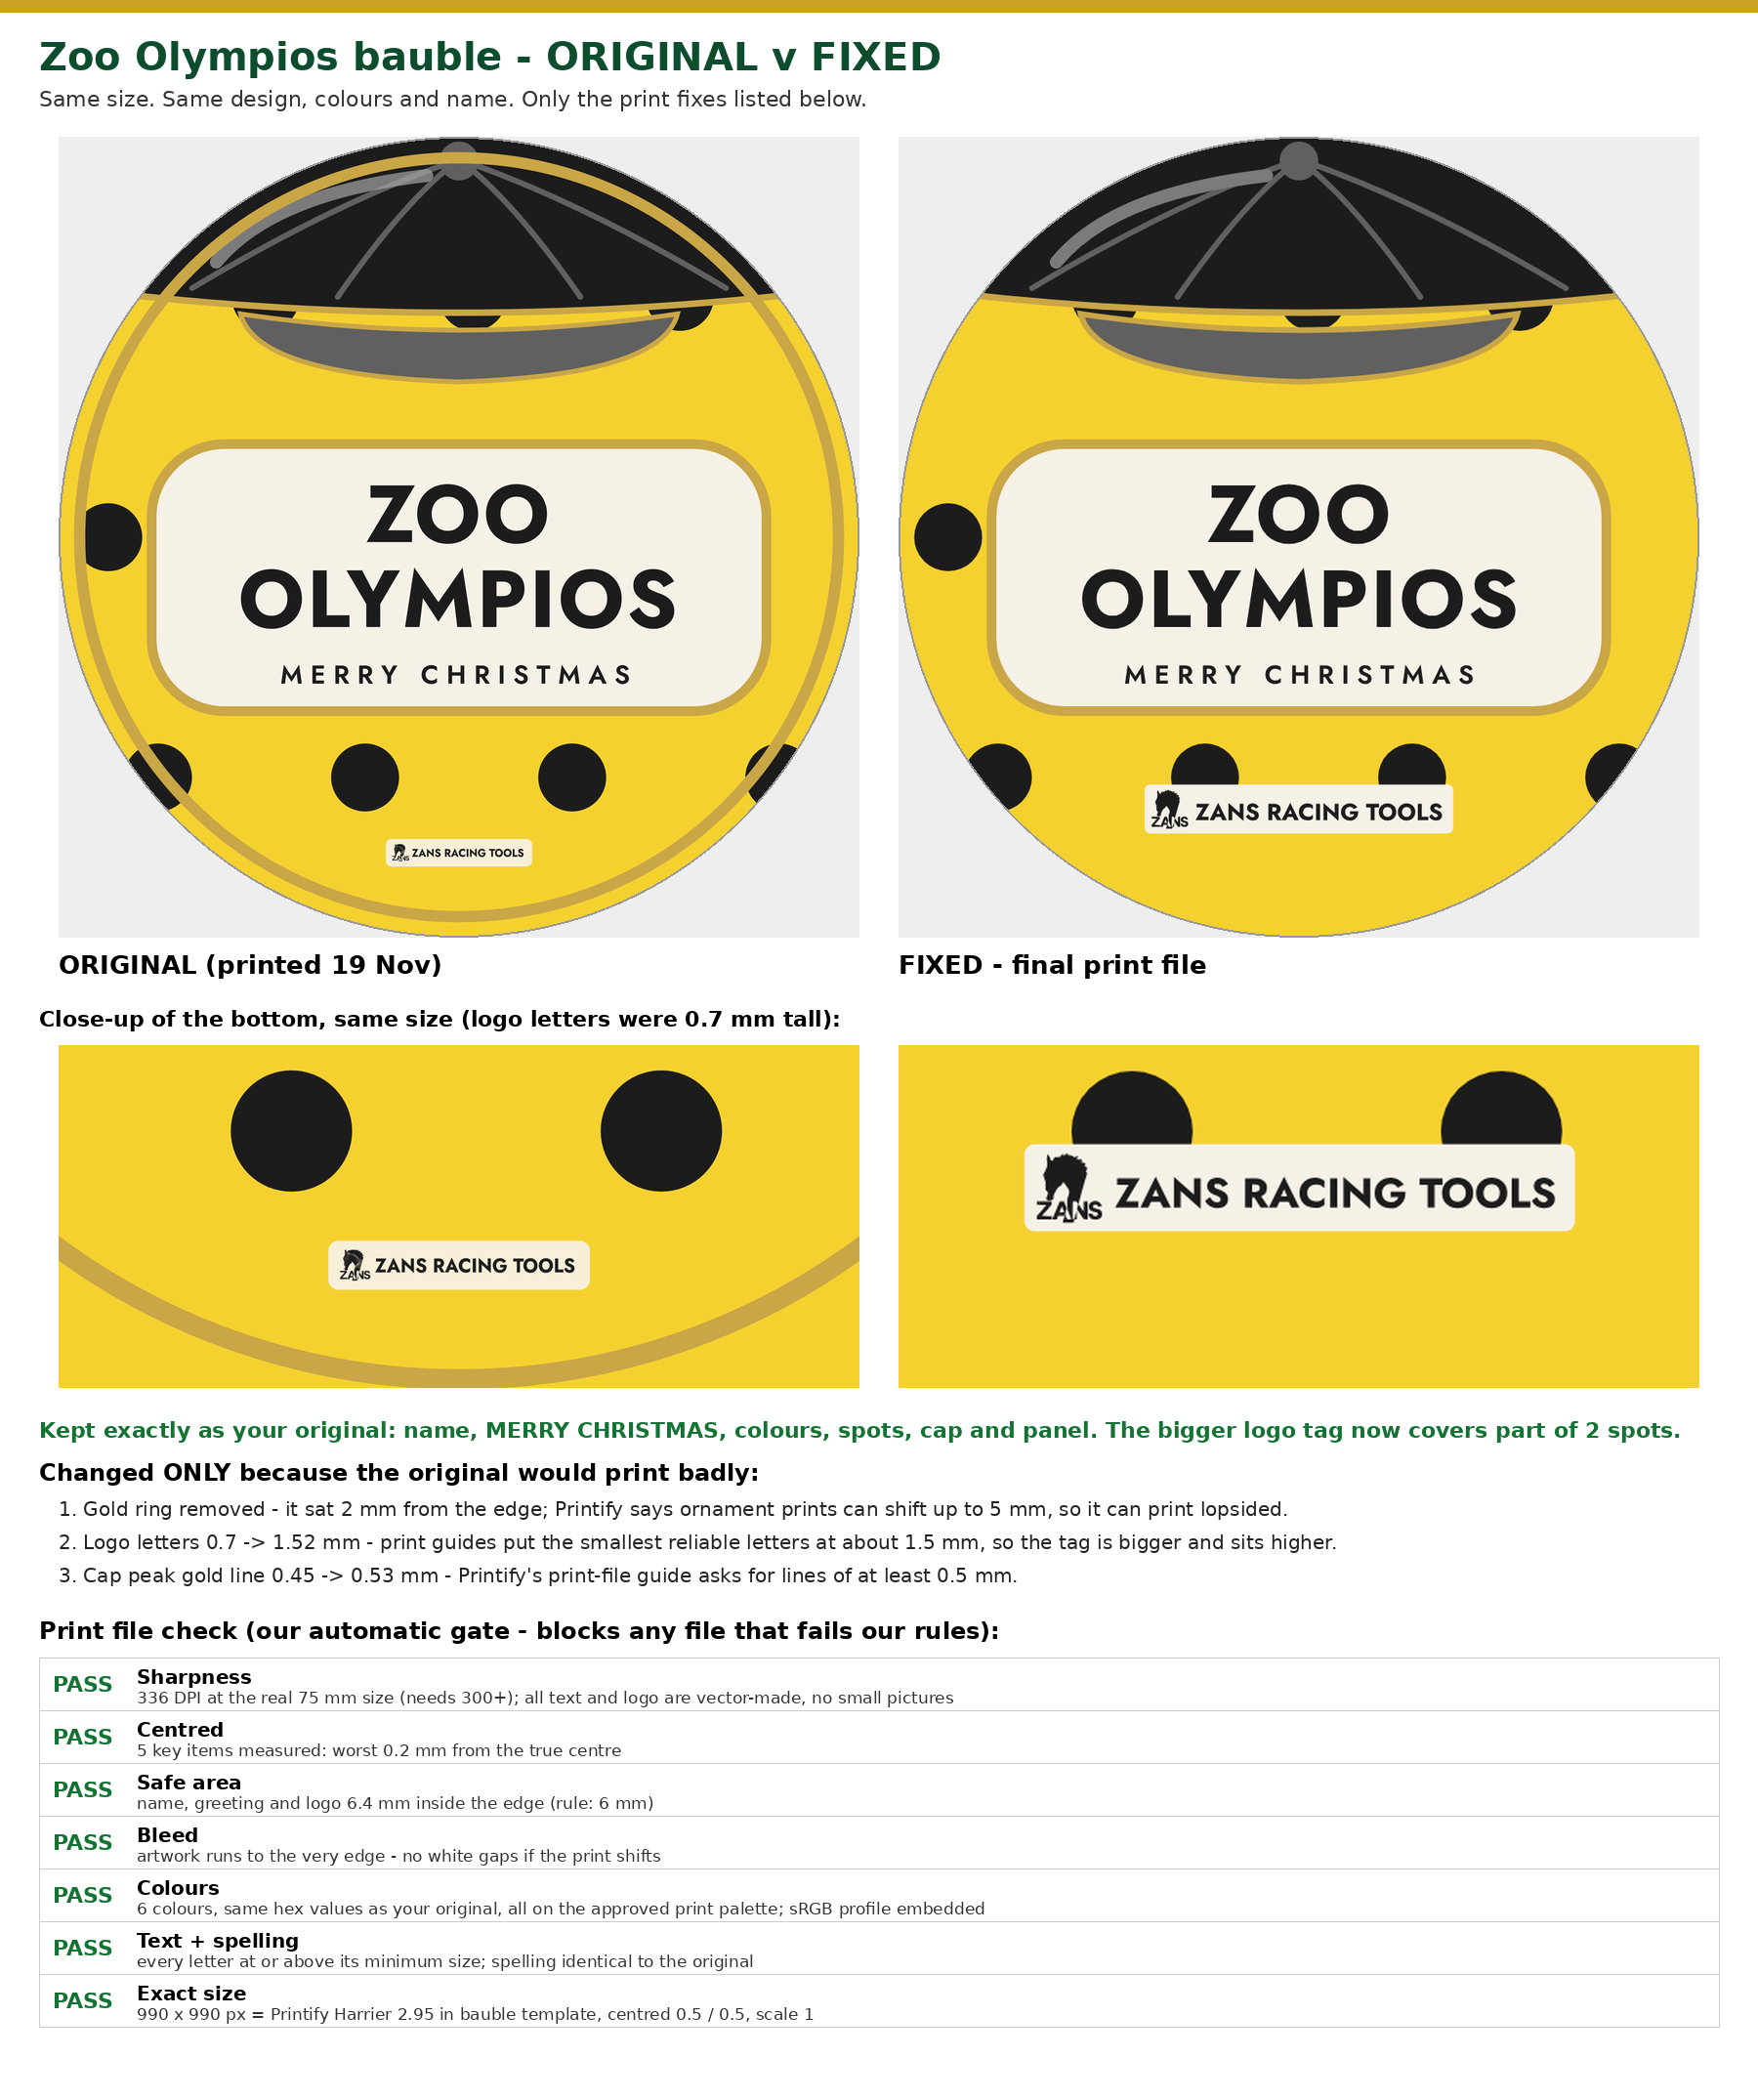 Zoo Olympios bauble - ORIGINAL v FIXED
Same size. Same design, colours and name. Only the print fixes listed below.
ZOO
OLYMPIOS
MERRY CHRISTMAS
ZANS
ZANS RACING TOOLS
ZOO
OLYMPIOS
MERRY CHRISTMAS
ZANS
ZANS RACING TOOLS
ORIGINAL (printed 19 Nov)
FIXED - final print file
Close-up of the bottom, same size (logo letters were 0.7 mm tall):
ZANS
ZANS RACING TOOLS
ZANS
ZANS RACING TOOLS
Kept exactly as your original: name, MERRY CHRISTMAS, colours, spots, cap and panel. The bigger logo tag now covers part of 2 spots.
Changed ONLY because the original would print badly:
1. Gold ring removed - it sat 2 mm from the edge; Printify says ornament prints can shift up to 5 mm, so it can print lopsided.
2. Logo letters 0.7 -> 1.52 mm - print guides put the smallest reliable letters at about 1.5 mm, so the tag is bigger and sits higher.
3. Cap peak gold line 0.45 -> 0.53 mm - Printify's print-file guide asks for lines of at least 0.5 mm.
Print file check (our automatic gate - blocks any file that fails our rules):
PASS Sharpness
336 DPI at the real 75 mm size (needs 300+); all text and logo are vector-made, no small pictures
PASS Centred
5 key items measured: worst 0.2 mm from the true centre
PASS Safe area
name, greeting and logo 6.4 mm inside the edge (rule: 6 mm)
PASS Bleed
artwork runs to the very edge - no white gaps if the print shifts
PASS Colours
6 colours, same hex values as your original, all on the approved print palette; sRGB profile embedded
PASS Text + spelling
every letter at or above its minimum size; spelling identical to the original
PASS Exact size
990 x 990 px = Printify Harrier 2.95 in bauble template, centred 0.5 / 0.5, scale 1